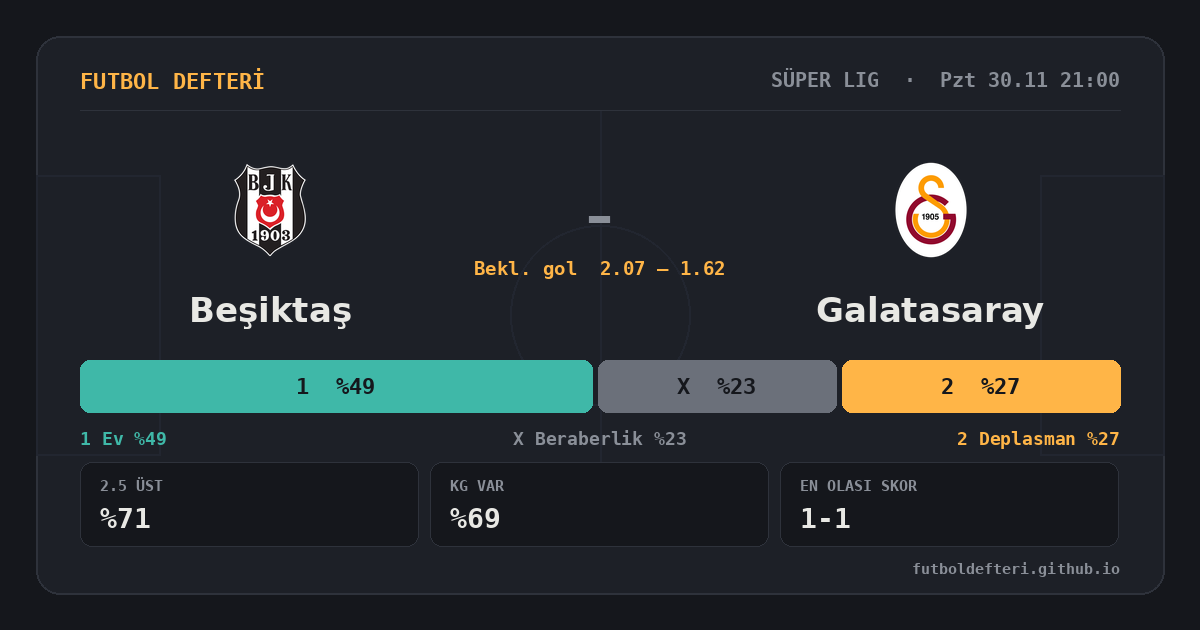 FUTBOL DEFTERİ
SÜPER LIG · Pzt 30.11 21:00
BJK
1903
1905
–
Bekl. gol 2.07 – 1.62
Beşiktaş
Galatasaray
1 %49
X %23
2 %27
1 Ev %49
X Beraberlik %23
2 Deplasman %27
2.5 ÜST
KG VAR
EN OLASI SKOR
%71
%69
1-1
futboldefteri.github.io